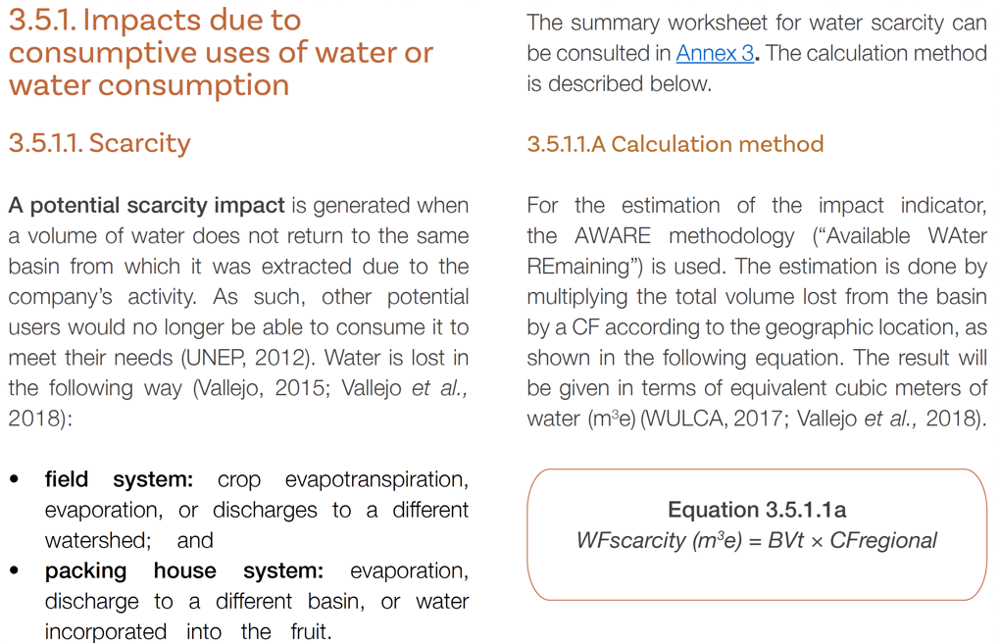 3.5.1. Impacts due to
consumptive uses of water or
water consumption
3.5.1.1. Scarcity
A potential scarcity impact is generated when
a volume of water does not return to the same
basin from which it was extracted due to the
company’s activity. As such, other potential
users would no longer be able to consume it to
meet their needs (UNEP, 2012). Water is lost in
the following way (Vallejo, 2015; Vallejo et al.,
2018):
• field system: crop evapotranspiration,
evaporation, or discharges to a different
watershed; and
• packing house system: evaporation,
discharge to a different basin, or water
incorporated into the fruit.
The summary worksheet for water scarcity can
be consulted in Annex 3. The calculation method
is described below.
3.5.1.1.A Calculation method
For the estimation of the impact indicator,
the AWARE methodology (“Available WAter
REmaining”) is used. The estimation is done by
multiplying the total volume lost from the basin
by a CF according to the geographic location, as
shown in the following equation. The result will
be given in terms of equivalent cubic meters of
water (m³e) (WULCA, 2017; Vallejo et al., 2018).
Equation 3.5.1.1a
WFscarcity (m³e) = BVt × CFregional